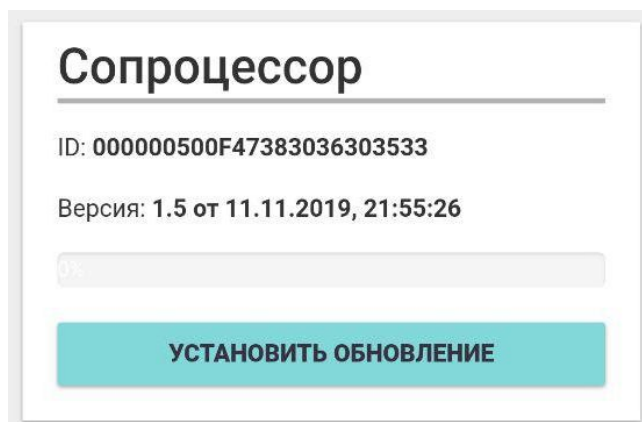 Сопроцессор
ID: 000000500F47383036303533
Версия: 1.5 от 11.11.2019, 21:55:26
0%
УСТАНОВИТЬ ОБНОВЛЕНИЕ